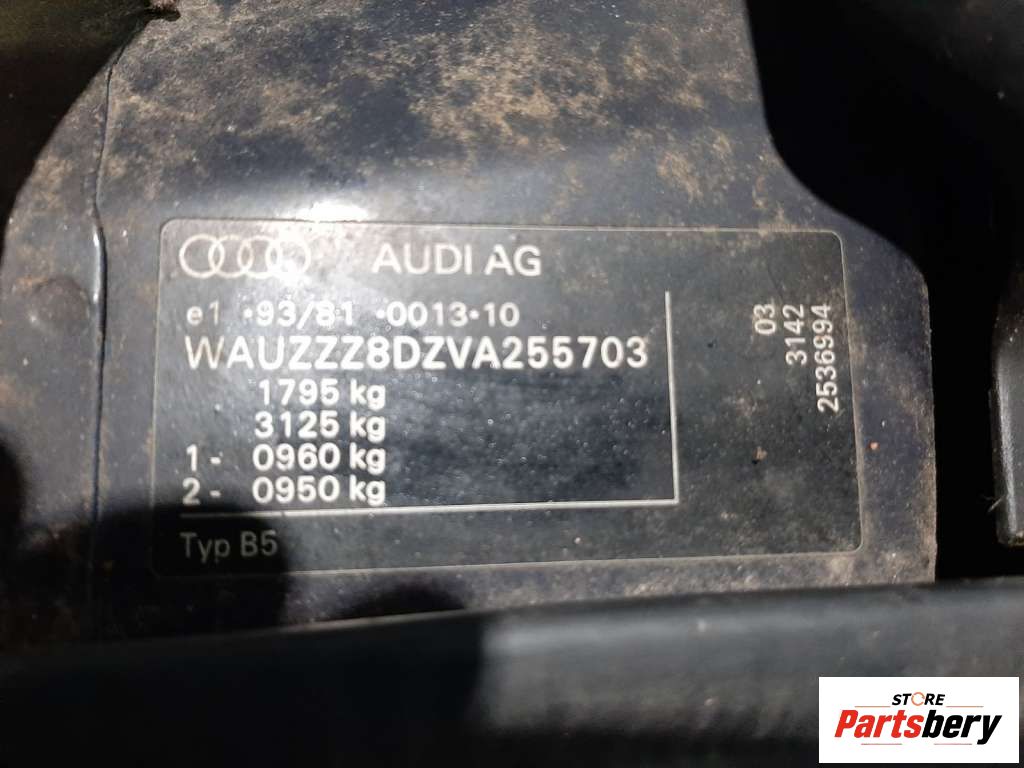 AUDI AG
e1 •93/81 •0013•10
WAUZZZ8DZVA255703
1795 kg
3125 kg
1- 0960 kg
2- 0950 kg
Typ B5
03
3142
2536994
STORE
Partsbery